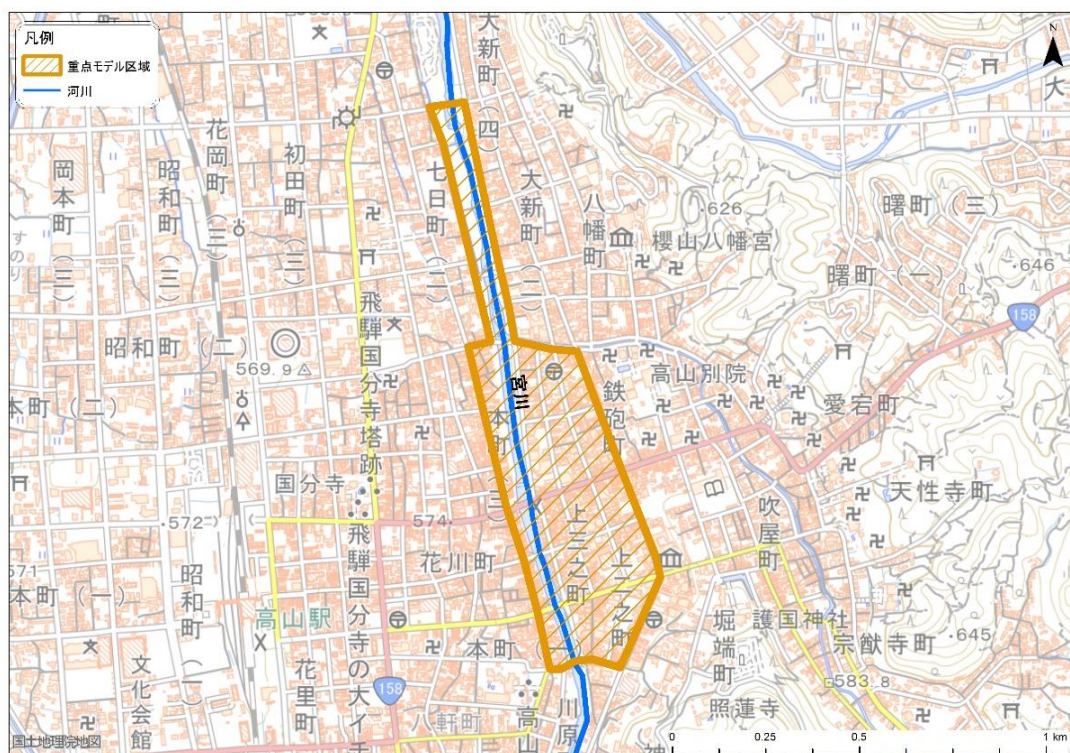 凡例
重点モデル区域
河川
N
大新町(四)
大
花岡町(三)
初田町(三)
岡本町(三)
昭和町(三)
七日町(二)
大新町(二)
八幡町
・626
櫻山八幡宮
曙町(三)
曙町(一)
・646
158
すのり
昭和町(二)
569.9
飛騨国分寺塔跡
宮川
本町(三)
鉄砲町
高山別院
愛宕町
本町(二)
国分寺
・572
574・
天性寺町
吹屋町
571
花川町
上三之町
上二之町
本町(一)
昭和町(一)
高山駅
飛騨国分寺の大イチ
本町
堀端町
護国神社
宗猷寺町
・645
583.8
文化会館
花里町
158
八軒町
高山
川原
照蓮寺
神
国土地理院地図
0 0.25 0.5 1 km